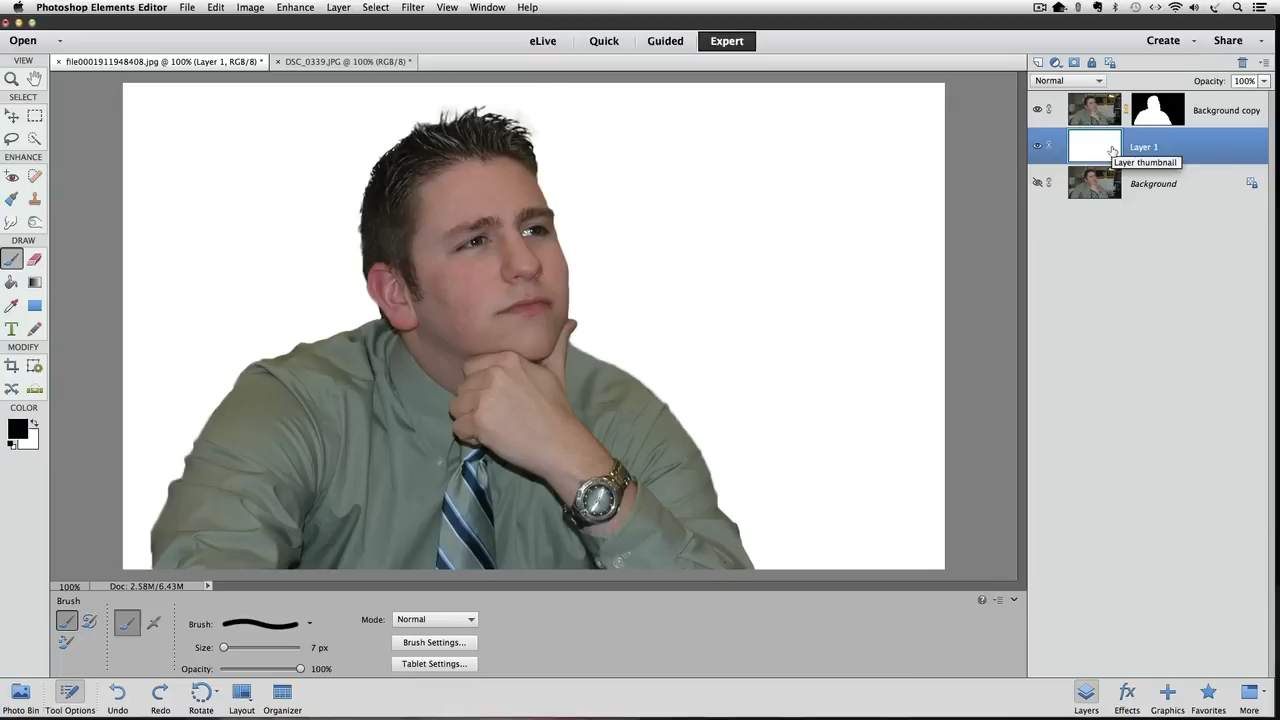 Photoshop Elements Editor File Edit Image Enhance Layer Select Filter View Window Help
Open eLive Quick Guided Expert Create Share
VIEW × file0001911948408.jpg @ 100% (Layer 1, RGB/8) * × DSC_0339.JPG @ 100% (RGB/8) *
Normal Opacity: 100%
SELECT
Background copy
Layer 1
ENHANCE
Layer thumbnail
Background
DRAW
T
MODIFY
COLOR
100% Doc: 2.58M/6.43M
Brush
Brush: Mode: Normal
Size: 7 px Brush Settings...
Opacity: 100% Tablet Settings...
Photo Bin Tool Options Undo Redo Rotate Layout Organizer Layers Effects Graphics Favorites More